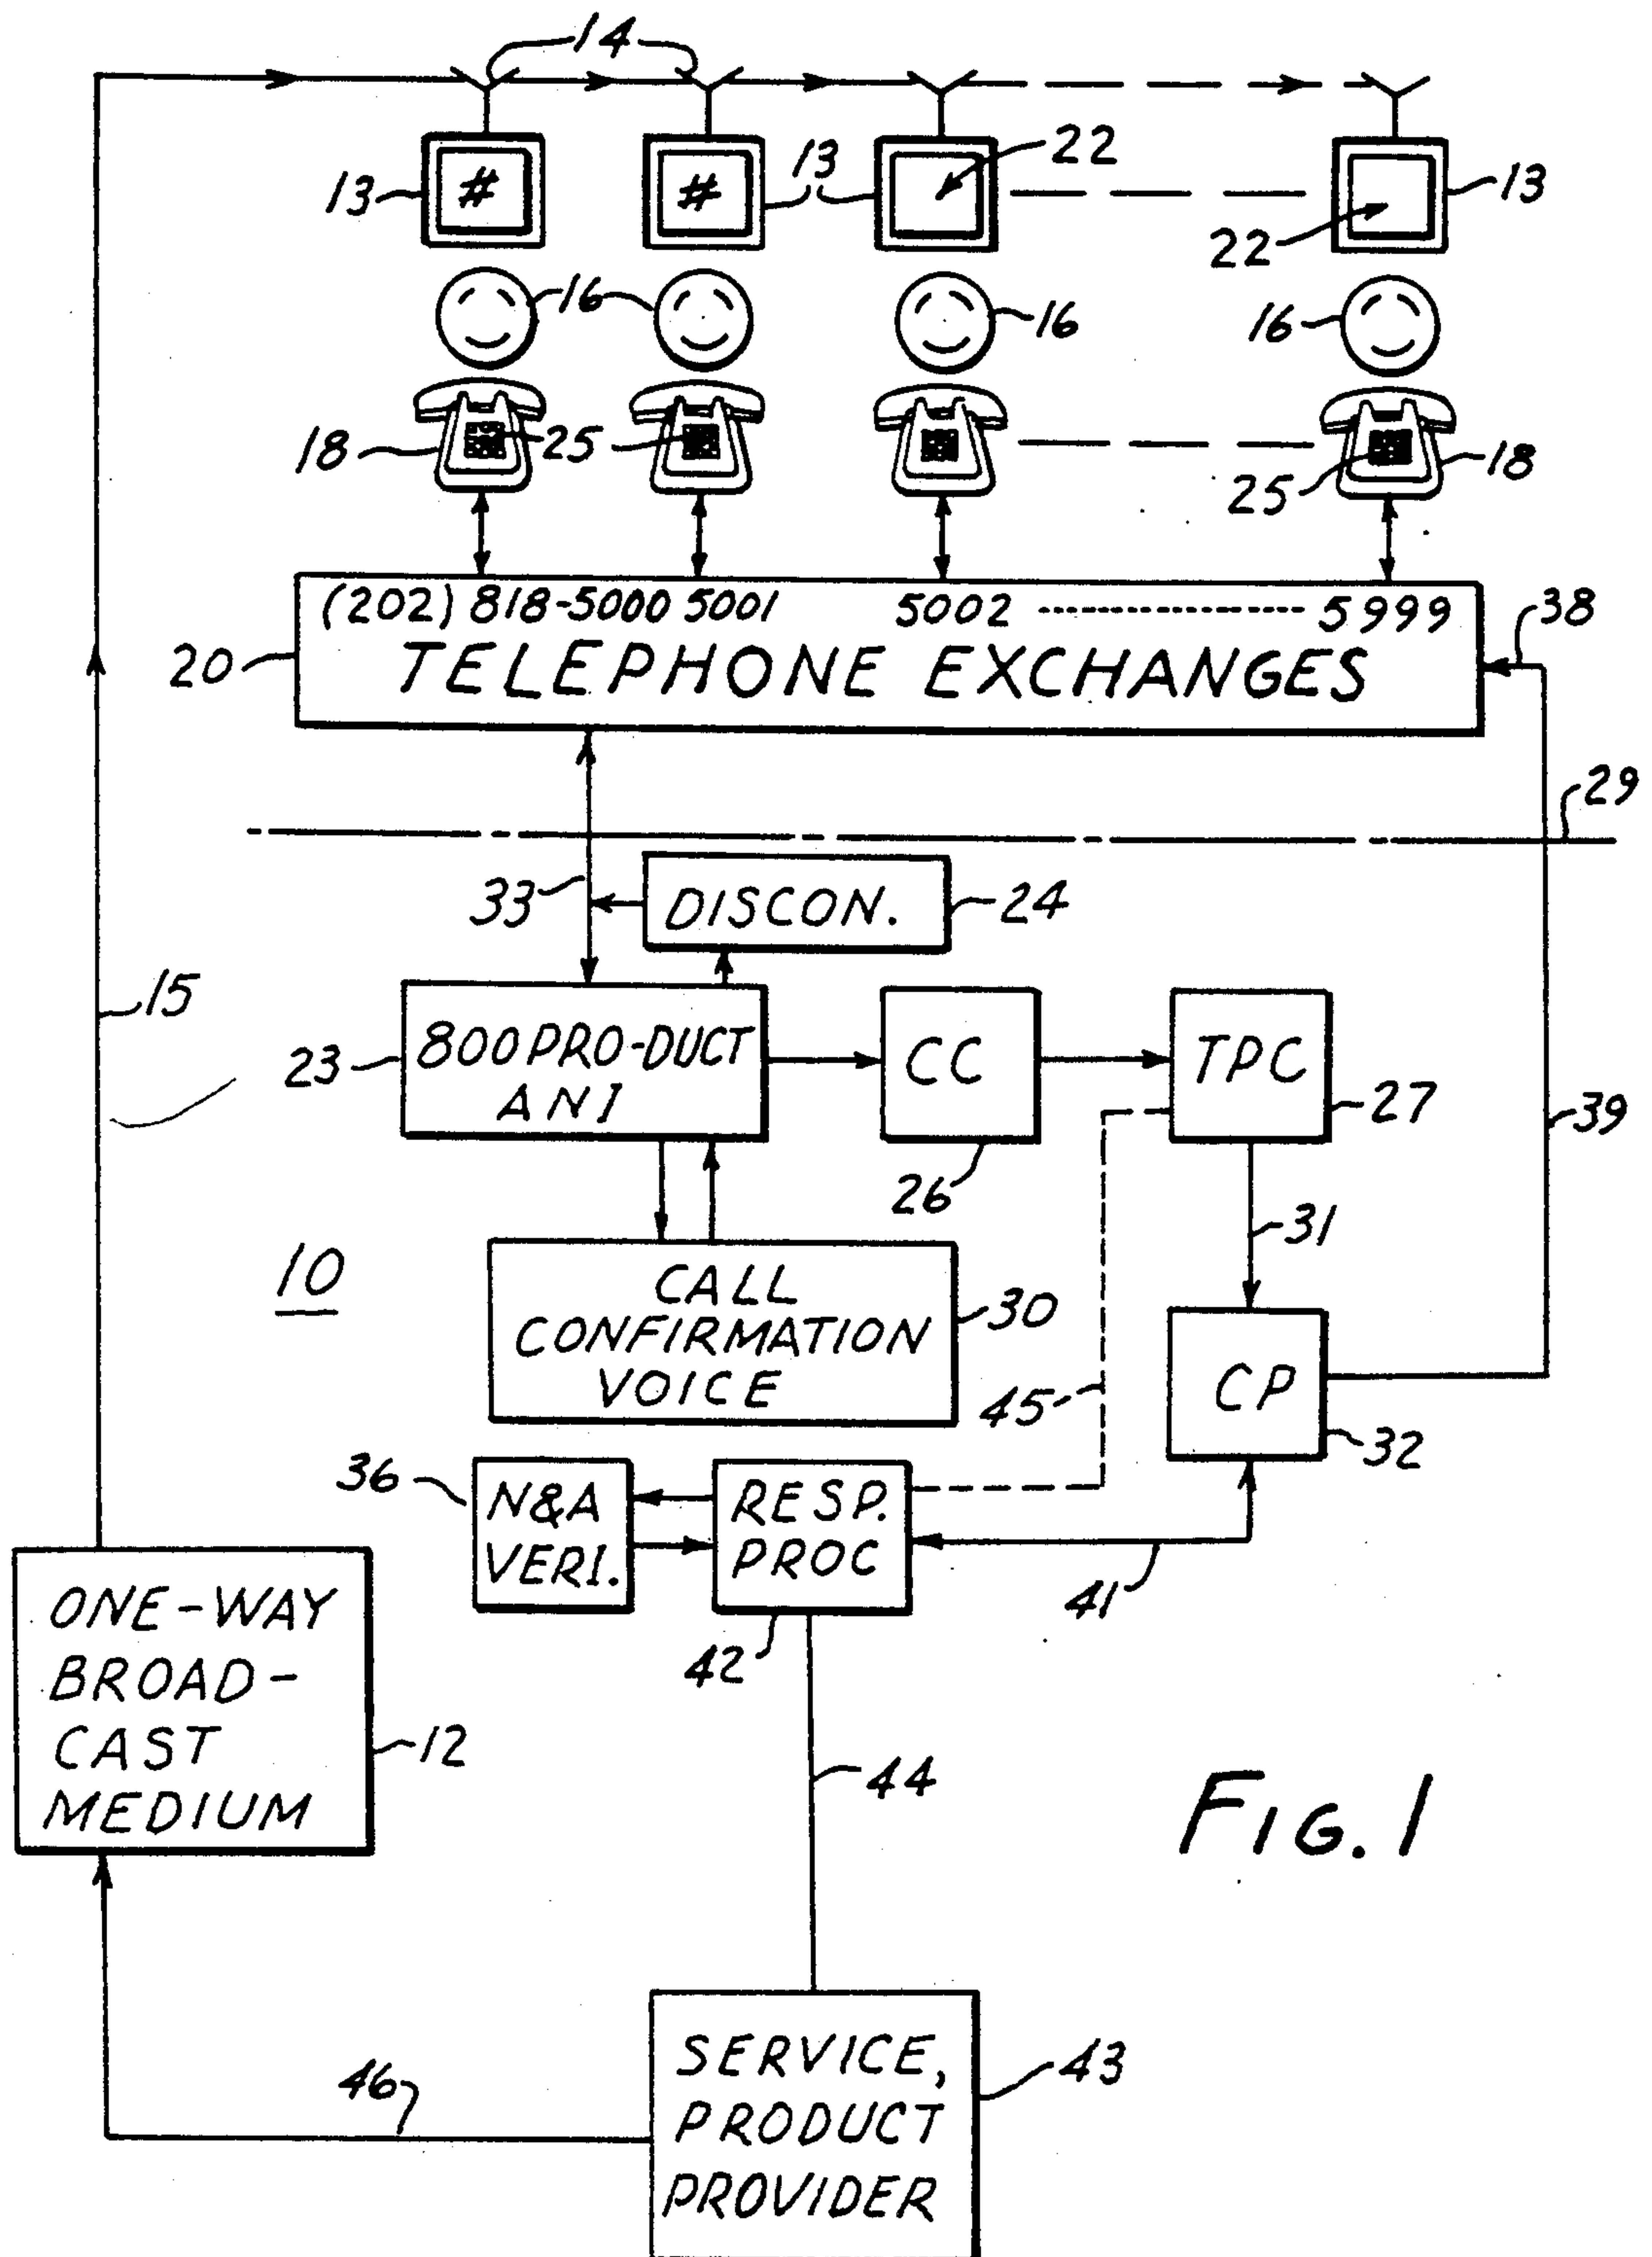 14
13 # # 13 22 13
22
16 16 16
18 25 25 18
(202) 818-5000 5001 5002 5999
38
20 TELEPHONE EXCHANGES
29
33 DISCON. 24
15
23 800 PRO-DUCT
ANI
CC
TPC
27
39
26
31
10
CALL
CONFIRMATION
VOICE
30
45
CP
32
36 N&A
VERI.
RESP.
PROC
41
42
ONE-WAY
BROAD-
CAST
MEDIUM
12
44
FIG. 1
46
SERVICE,
PRODUCT
PROVIDER
43